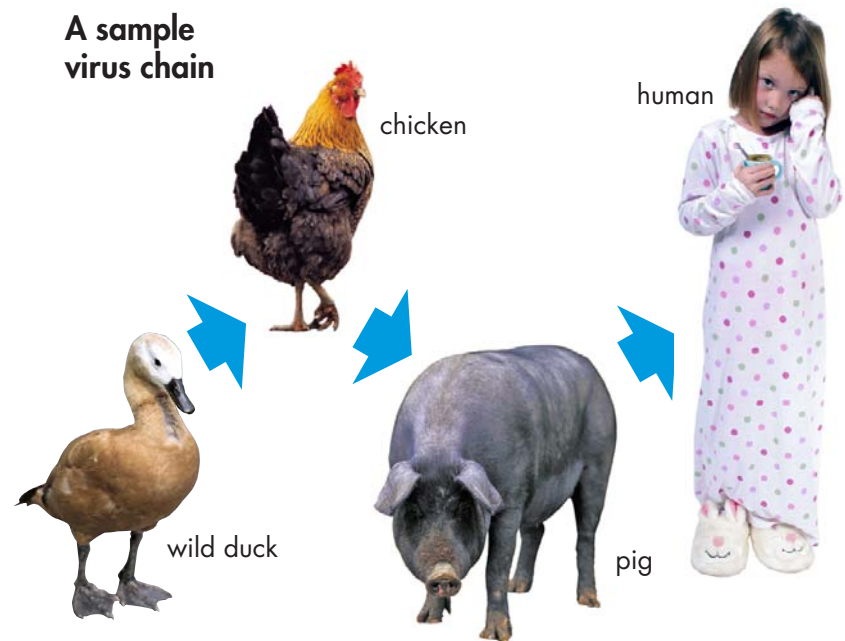 A sample
virus chain
chicken
human
wild duck
pig